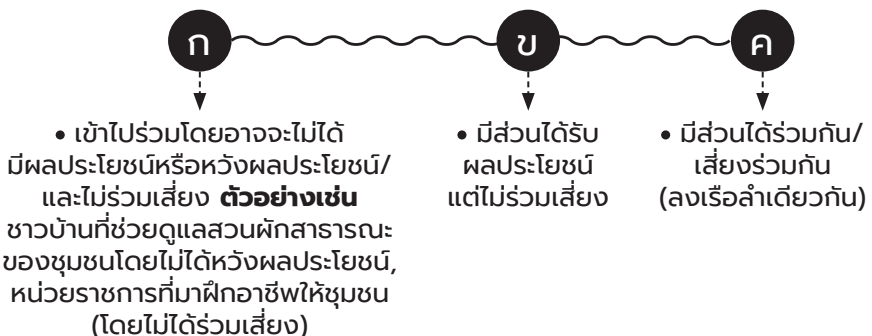 ก
ข
ค
• เข้าไปร่วมโดยอาจจะไม่ได้
มีผลประโยชน์หรือหวังผลประโยชน์/
และไม่ร่วมเสี่ยง ตัวอย่างเช่น
ชาวบ้านที่ช่วยดูแลสวนผักสาธารณะ
ของชุมชนโดยไม่ได้หวังผลประโยชน์,
หน่วยราชการที่มาฝึกอาชีพให้ชุมชน
(โดยไม่ได้ร่วมเสี่ยง)
• มีส่วนได้รับ
ผลประโยชน์
แต่ไม่ร่วมเสี่ยง
• มีส่วนได้ร่วมกัน/
เสี่ยงร่วมกัน
(ลงเรือลำเดียวกัน)